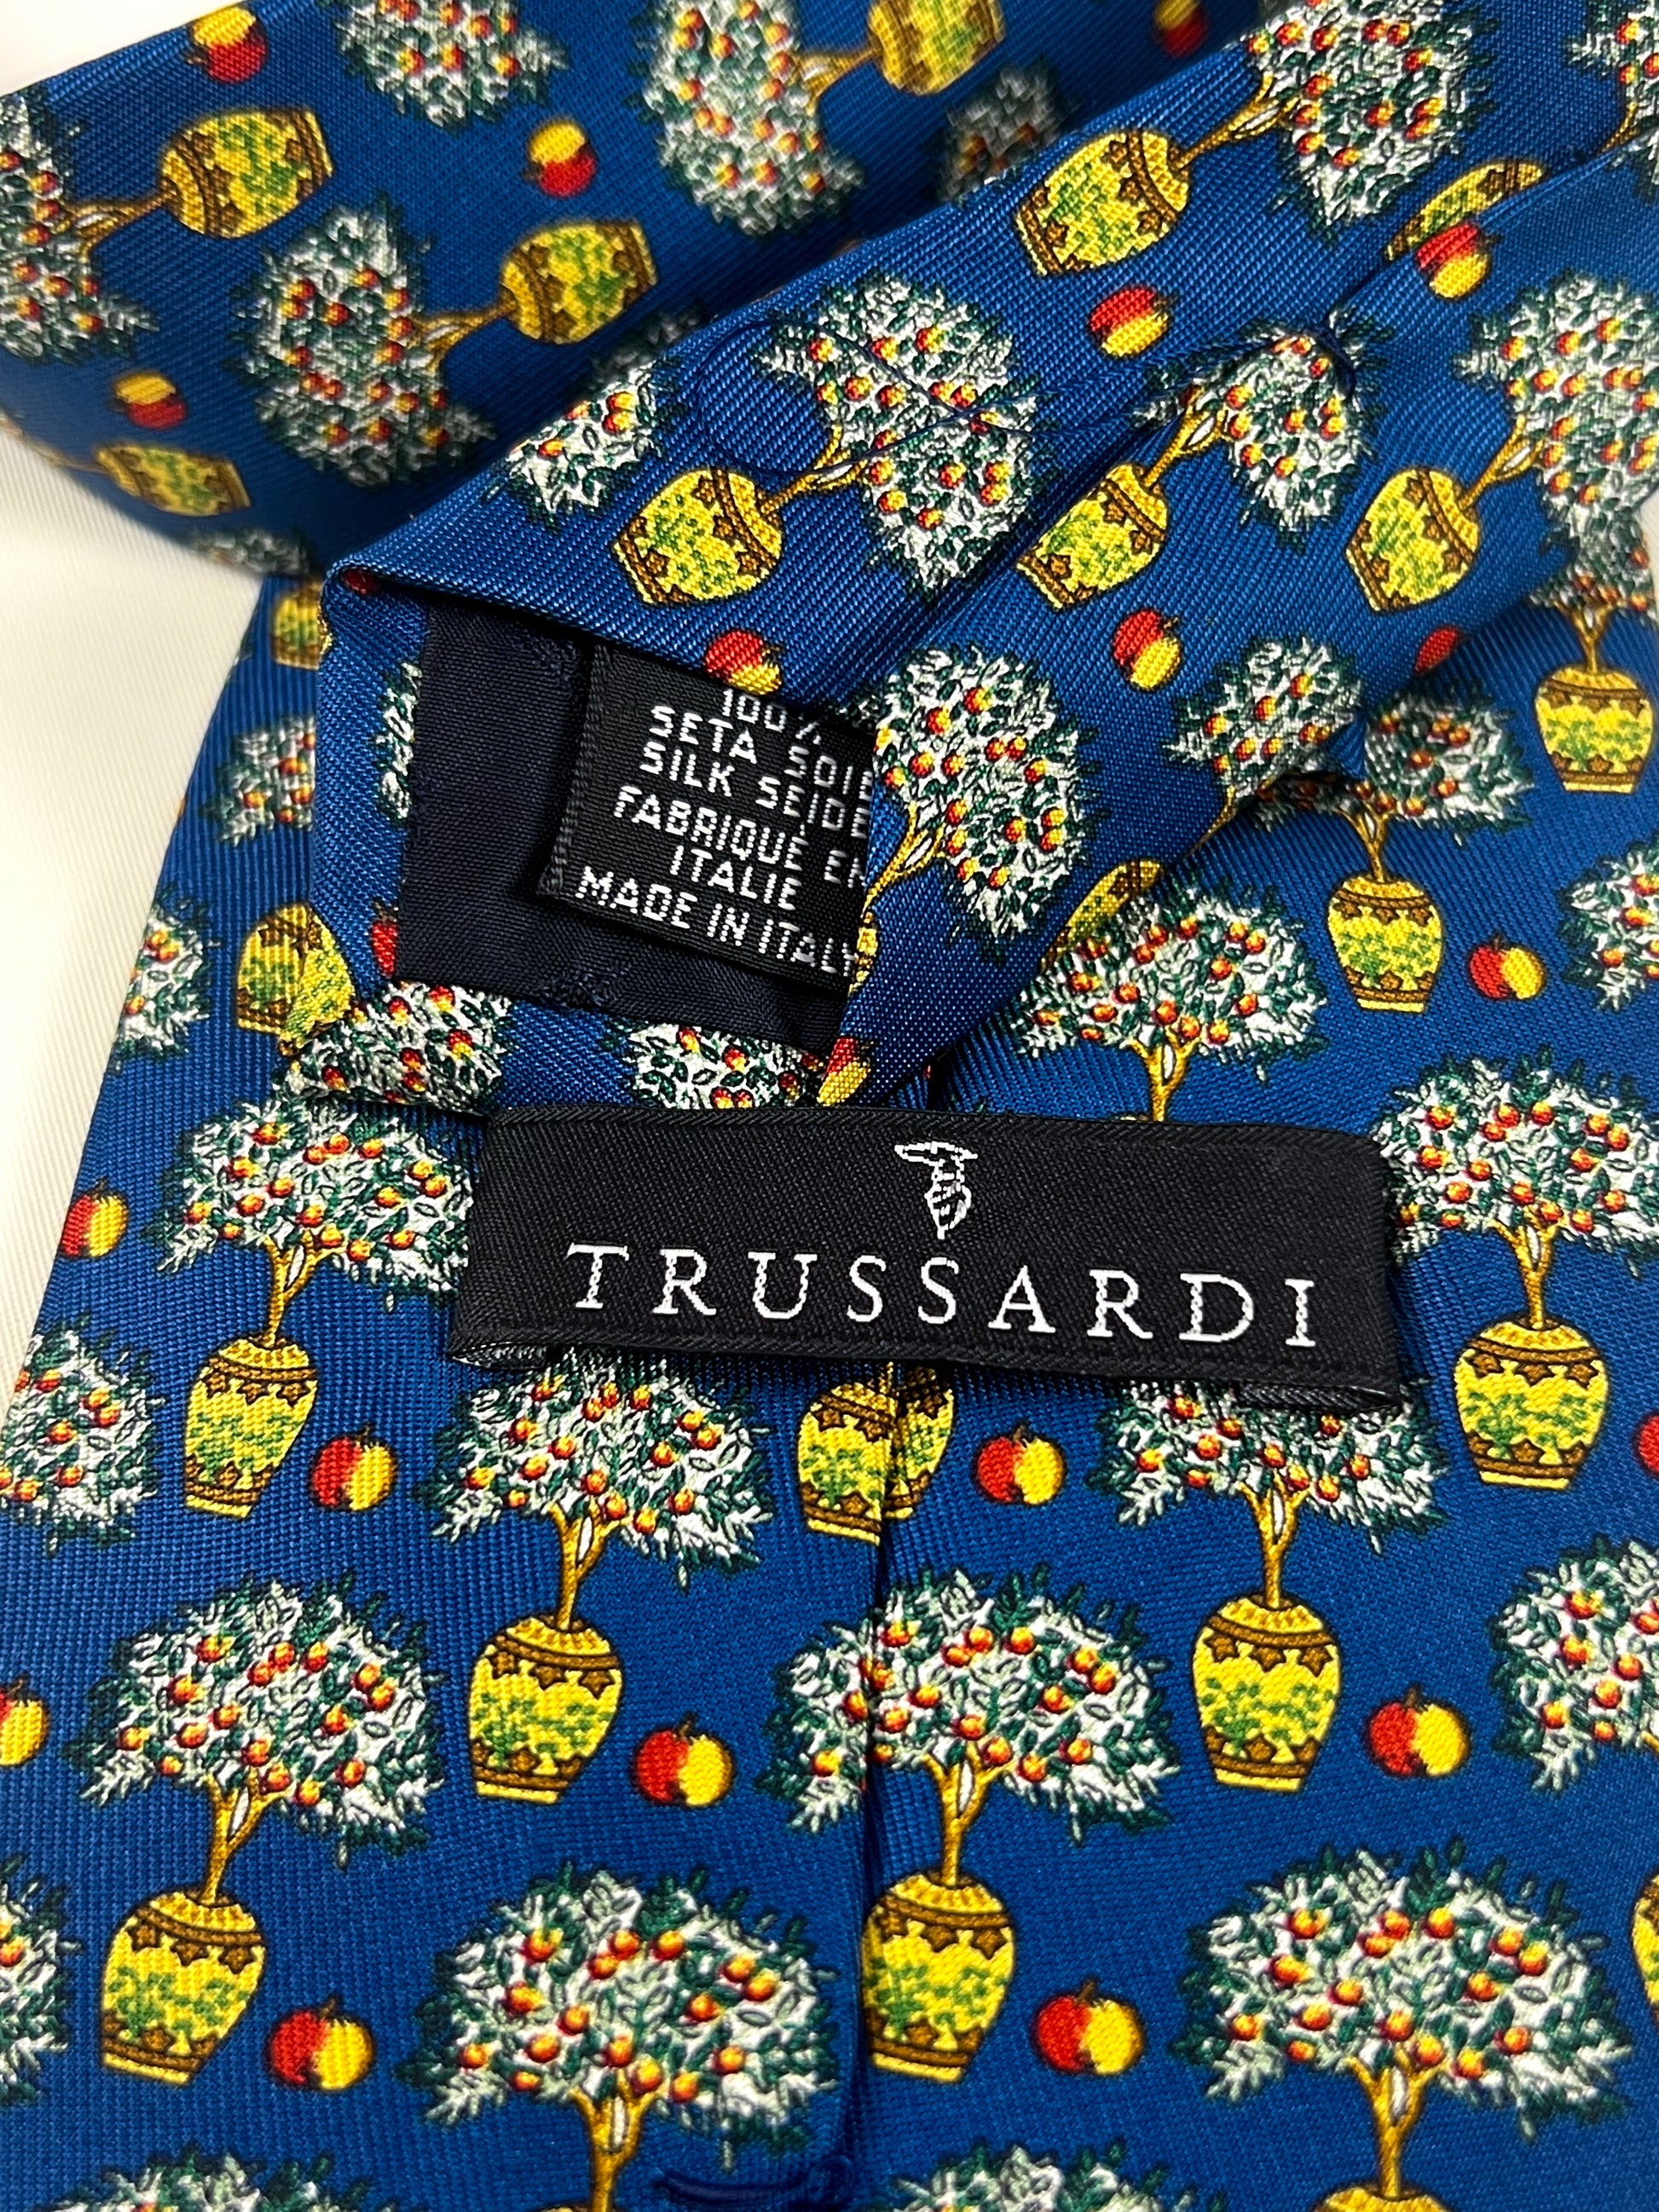 100%
SETA SOIE
SILK SEIDE
FABRIQUÉ EN
ITALIE
MADE IN ITALY
TRUSSARDI